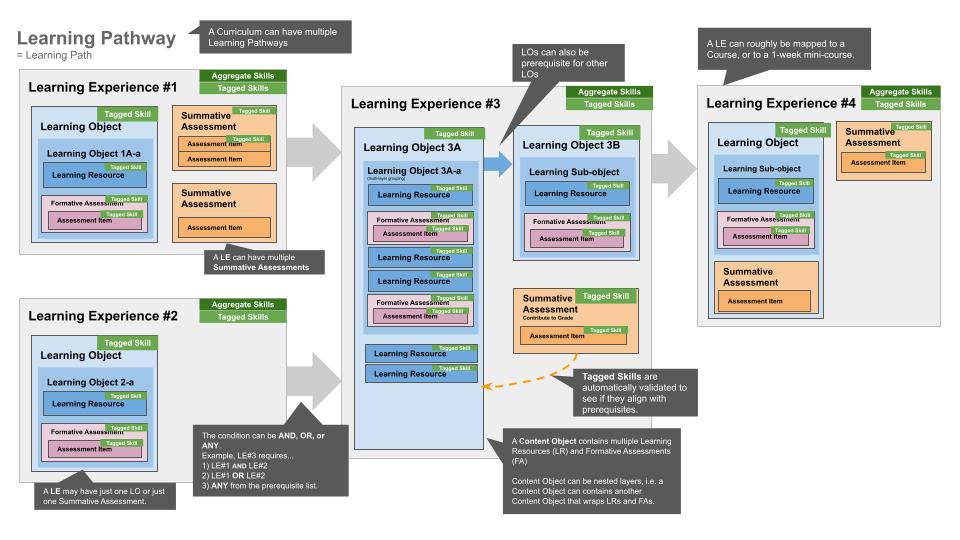 Learning Pathway
= Learning Path
A Curriculum can have multiple
Learning Pathways
Learning Experience #1
Aggregate Skills
Tagged Skills
Tagged Skill
Learning Object
Learning Object 1A-a
Tagged Skill
Learning Resource
Tagged Skill
Formative Assessment
Tagged Skill
Assessment Item
Tagged Skill
Summative
Assessment
Tagged Skill
Assessment Item
Assessment Item
Summative
Assessment
Assessment Item
A LE can have multiple
Summative Assessments
Learning Experience #2
Aggregate Skills
Tagged Skills
Tagged Skill
Learning Object
Learning Object 2-a
Tagged Skill
Learning Resource
Tagged Skill
Formative Assessment
Tagged Skill
Assessment Item
A LE may have just one LO or just
one Summative Assessment.
The condition can be AND, OR, or
ANY.
Example, LE#3 requires...
1) LE#1 AND LE#2
2) LE#1 OR LE#2
3) ANY from the prerequisite list.
LOs can also be
prerequisite for other
LOs
Learning Experience #3
Aggregate Skills
Tagged Skills
Tagged Skill
Learning Object 3A
Learning Object 3A-a
(multi-layer grouping)
Tagged Skill
Learning Resource
Tagged Skill
Formative Assessment
Tagged Skill
Assessment Item
Tagged Skill
Learning Resource
Tagged Skill
Learning Resource
Tagged Skill
Formative Assessment
Tagged Skill
Assessment Item
Tagged Skill
Learning Resource
Tagged Skill
Learning Resource
Tagged Skill
Learning Object 3B
Learning Sub-object
Tagged Skill
Learning Resource
Tagged Skill
Formative Assessment
Tagged Skill
Assessment Item
Tagged Skill
Summative
Assessment
Contribute to Grade
Tagged Skill
Assessment Item
Tagged Skills are
automatically validated to
see if they align with
prerequisites.
A Content Object contains multiple Learning
Resources (LR) and Formative Assessments
(FA)
Content Object can be nested layers, i.e. a
Content Object can contains another
Content Object that wraps LRs and FAs.
A LE can roughly be mapped to a
Course, or to a 1-week mini-course.
Learning Experience #4
Aggregate Skills
Tagged Skills
Tagged Skill
Learning Object
Learning Sub-object
Tagged Skill
Learning Resource
Tagged Skill
Formative Assessment
Tagged Skill
Assessment Item
Summative
Assessment
Assessment Item
Tagged Skill
Summative
Assessment
Tagged Skill
Assessment Item